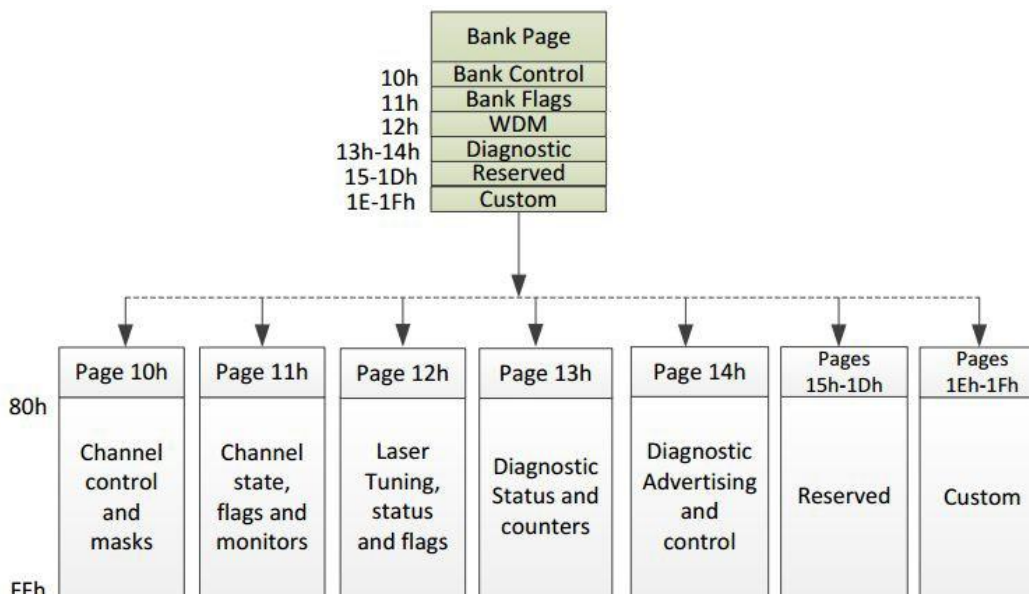 Bank Page
10h Bank Control
11h Bank Flags
12h WDM
13h-14h Diagnostic
15-1Dh Reserved
1E-1Fh Custom
Page 10h
Page 11h
Page 12h
Page 13h
Page 14h
Pages
15h-1Dh
Pages
1Eh-1Fh
80h
Channel
control
and
masks
Channel
state,
flags and
monitors
Laser
Tuning,
status
and flags
Diagnostic
Status and
counters
Diagnostic
Advertising
and
control
Reserved
Custom
FFh